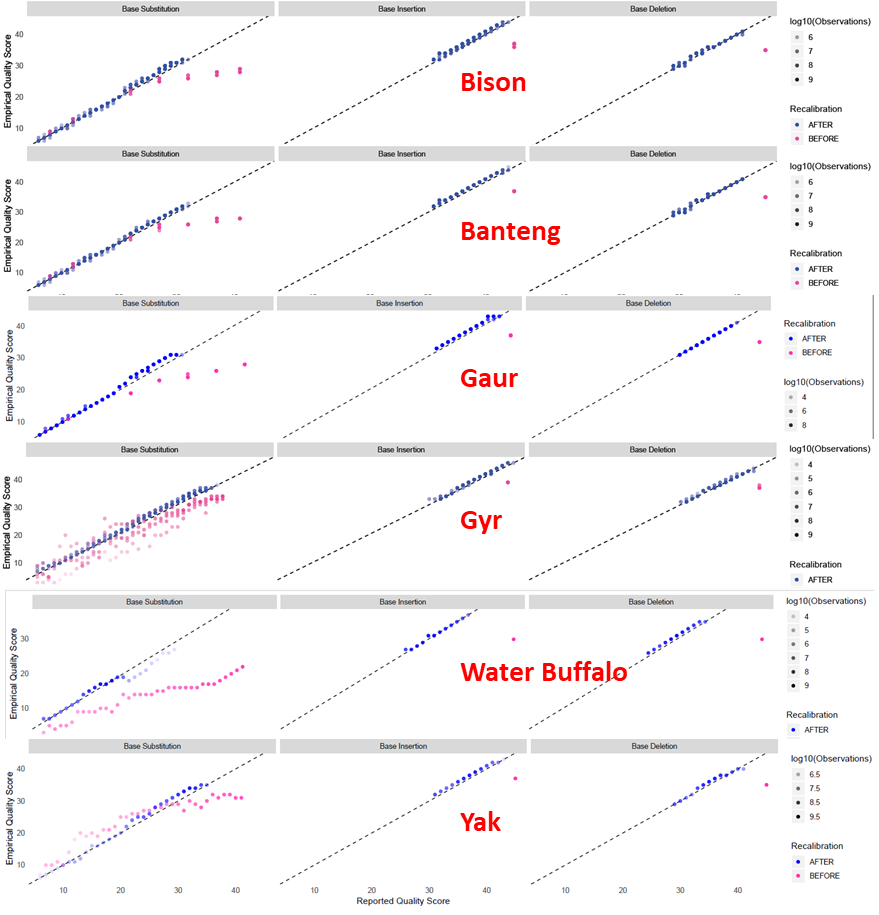 Base Substitution
Base Insertion
Base Deletion
Empirical Quality Score
40
30
20
10
Bison
log10(Observations)
6
7
8
9
Recalibration
AFTER
BEFORE
Base Substitution
Base Insertion
Base Deletion
Empirical Quality Score
40
30
20
10
Banteng
log10(Observations)
6
7
8
9
Recalibration
AFTER
BEFORE
Base Substitution
Base Insertion
Base Deletion
Empirical Quality Score
40
30
20
10
Gaur
Recalibration
AFTER
BEFORE
log10(Observations)
4
6
8
Base Substitution
Base Insertion
Base Deletion
Empirical Quality Score
40
30
20
10
Gyr
log10(Observations)
4
5
6
7
8
9
Recalibration
AFTER
Base Substitution
Base Insertion
Base Deletion
Empirical Quality Score
30
20
10
Water Buffalo
log10(Observations)
4
5
6
7
8
9
Recalibration
AFTER
Base Substitution
Base Insertion
Base Deletion
Empirical Quality Score
40
30
20
10
Yak
log10(Observations)
6.5
7.5
8.5
9.5
Recalibration
AFTER
BEFORE
10 20 30 40 10 20 30 40 10 20 30 40
Reported Quality Score